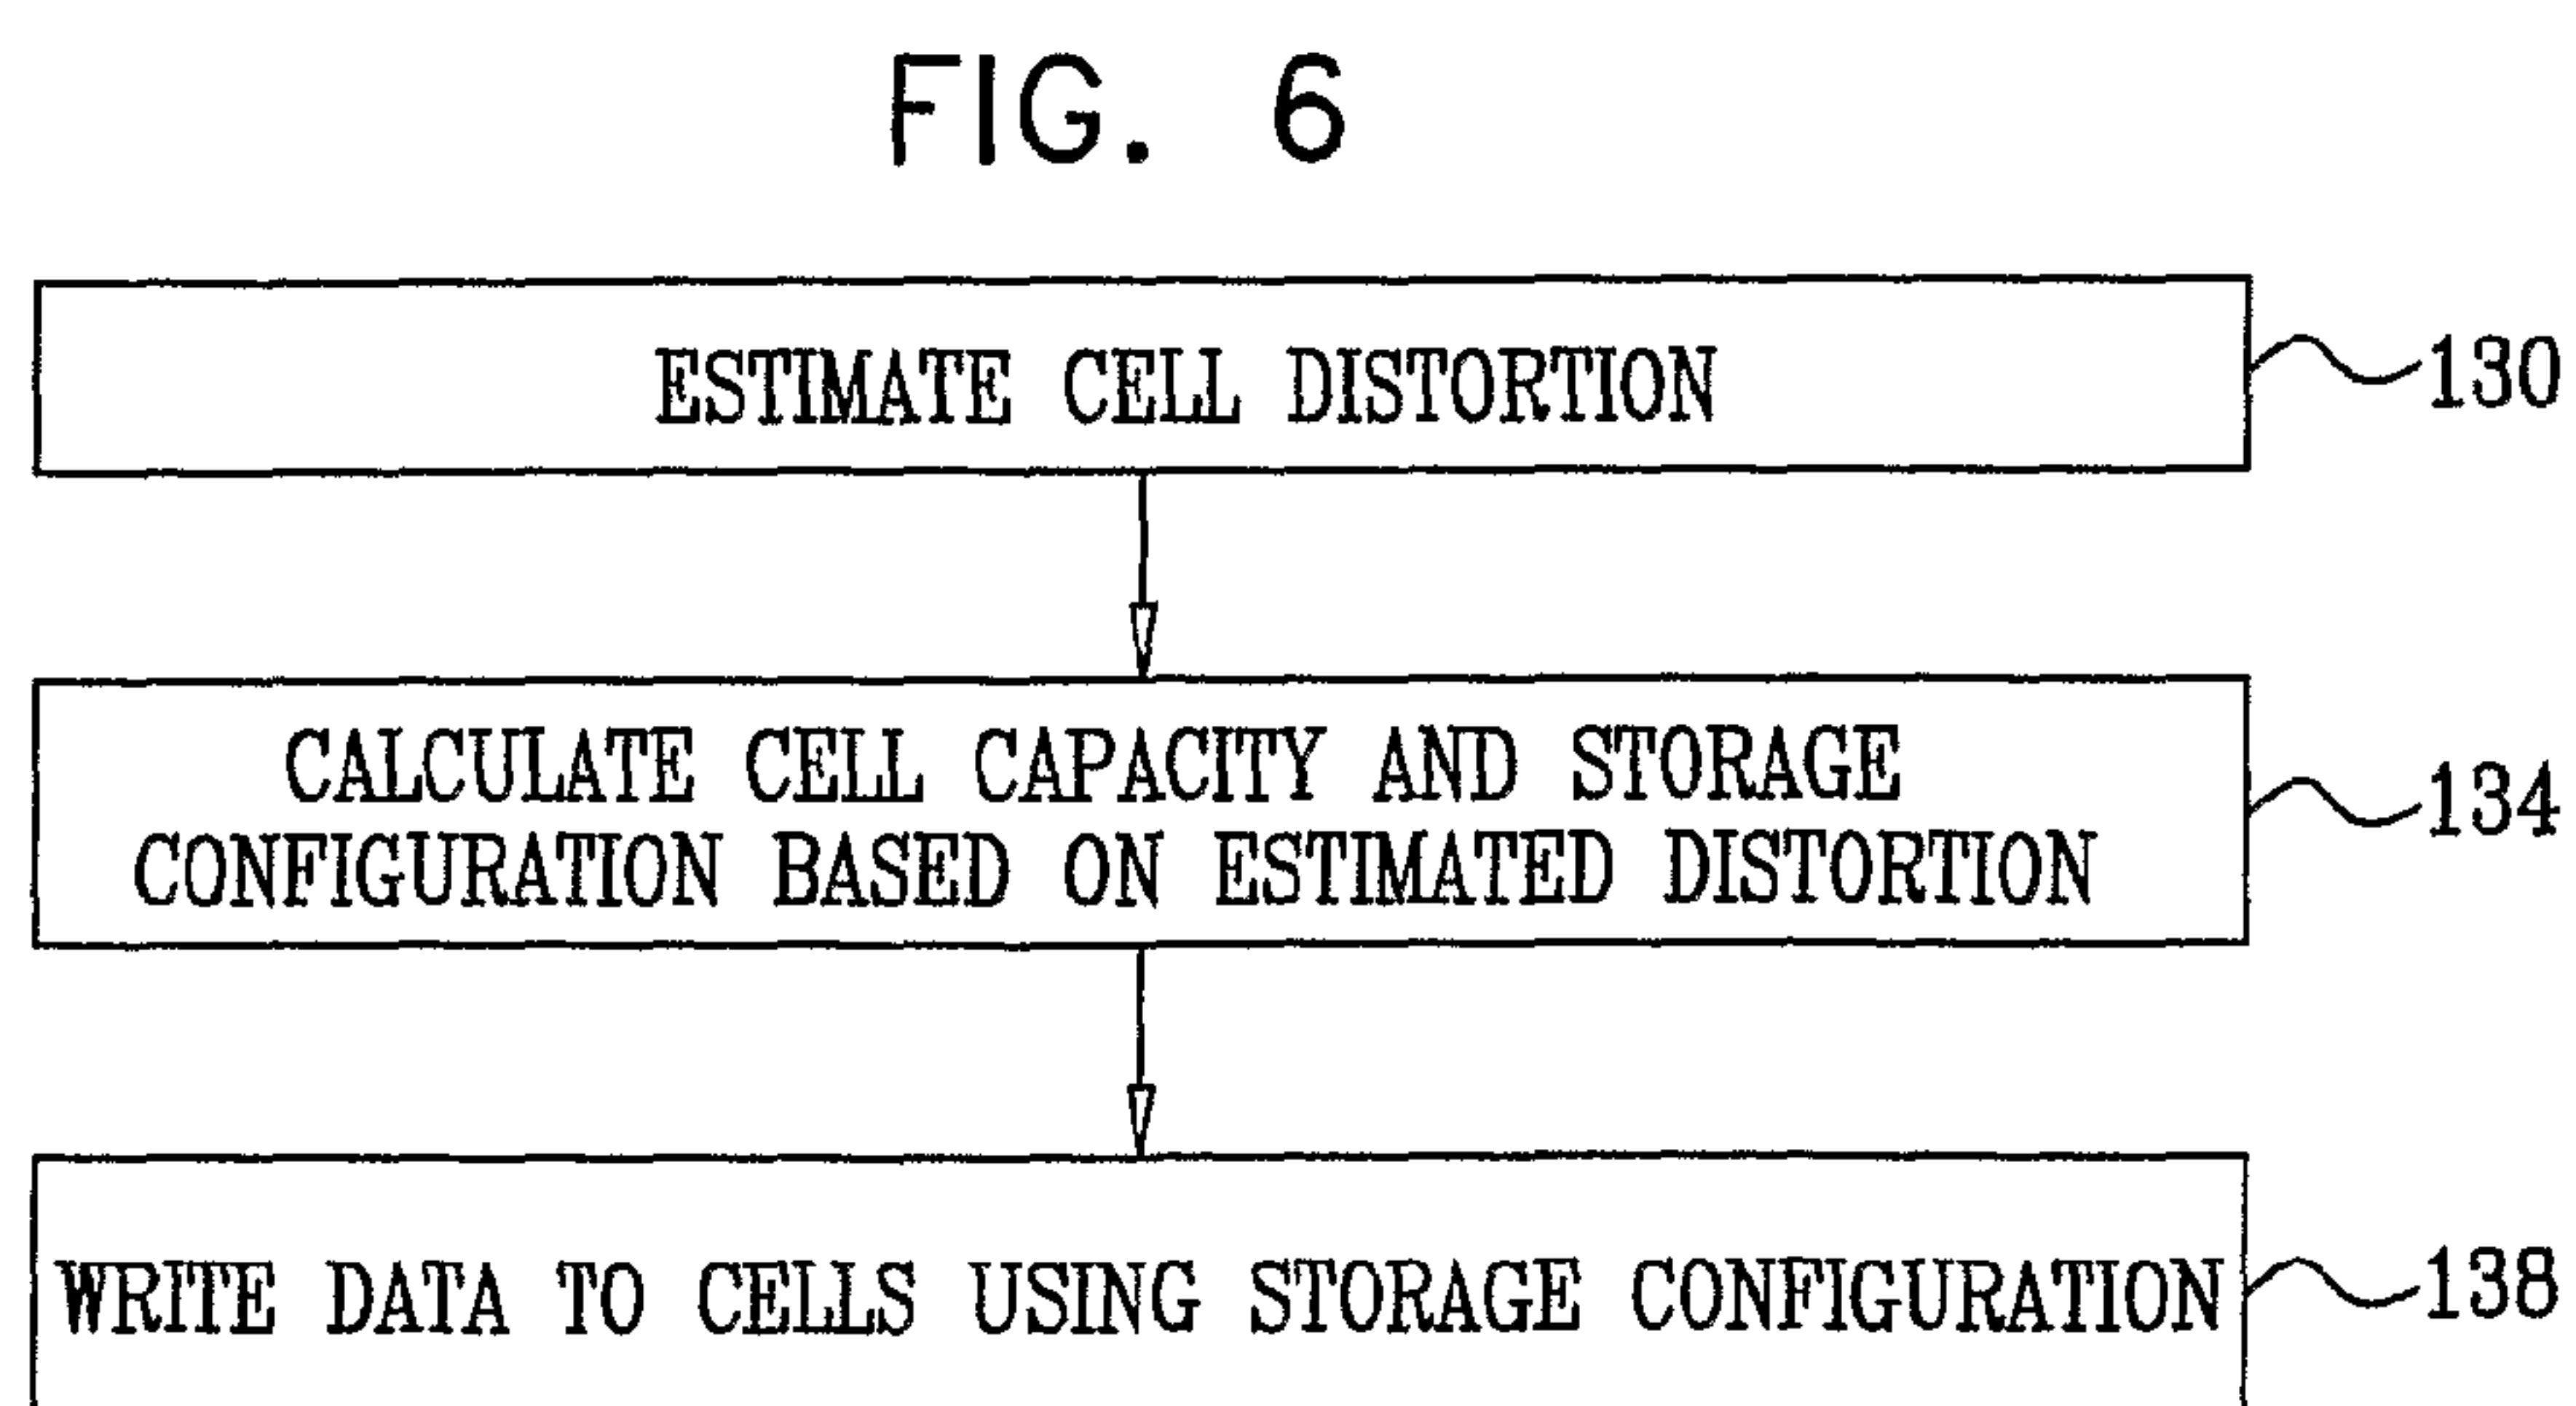 FIG. 6
ESTIMATE CELL DISTORTION
130
CALCULATE CELL CAPACITY AND STORAGE
CONFIGURATION BASED ON ESTIMATED DISTORTION
134
WRITE DATA TO CELLS USING STORAGE CONFIGURATION
138